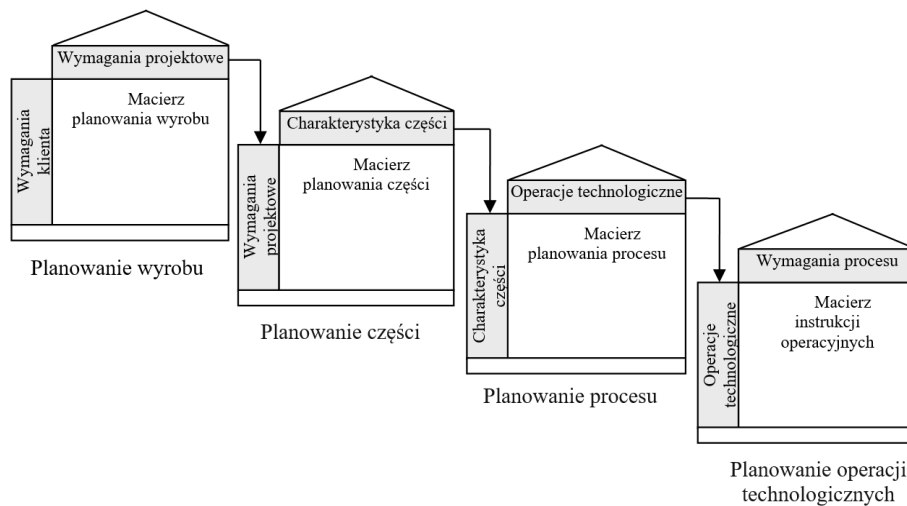 Wymagania projektowe
Wymagania
klienta
Macierz
planowania wyrobu
Planowanie wyrobu
Charakterystyka części
Wymagania
projektowe
Macierz
planowania części
Planowanie części
Operacje technologiczne
Charakterystyka
części
Macierz
planowania procesu
Planowanie procesu
Wymagania procesu
Operacje
technologiczne
Macierz
instrukcji
operacyjnych
Planowanie operacji
technologicznych